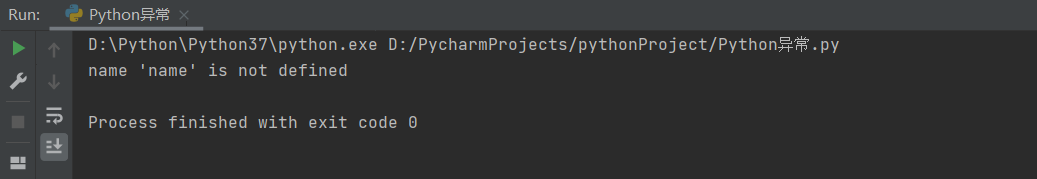 Run: Python异常
D:\Python\Python37\python.exe D:/PycharmProjects/pythonProject/Python异常.py
name 'name' is not defined
Process finished with exit code 0